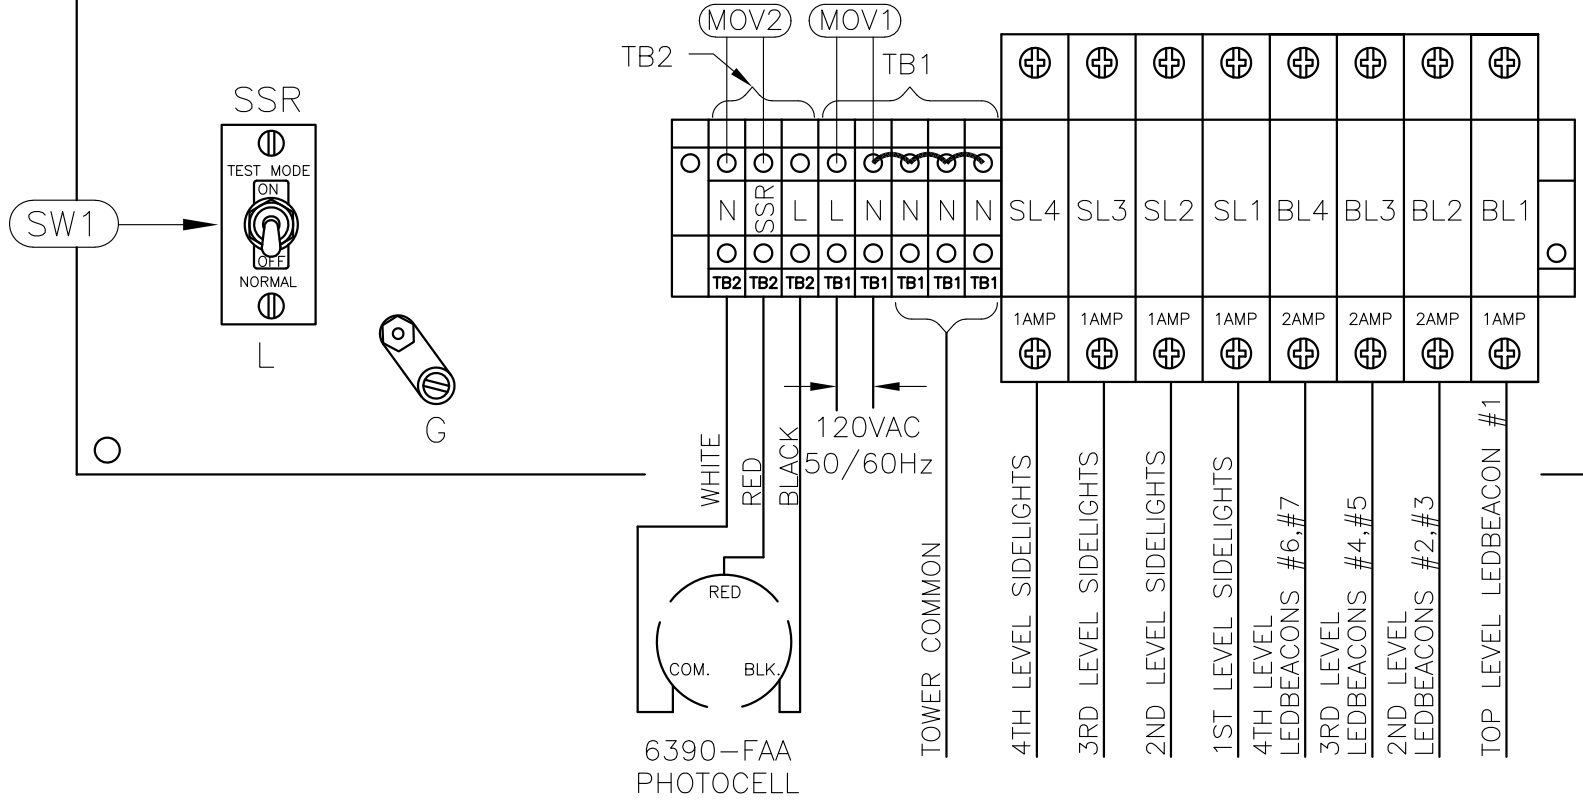 MOV2
MOV1
TB2
TB1
SSR
TEST MODE
ON
OFF
NORMAL
L
SW1
G
N
SSR
L
L
N
N
N
N
SL4
SL3
SL2
SL1
BL4
BL3
BL2
BL1
TB2
TB2
TB2
TB1
TB1
TB1
TB1
TB1
1AMP
1AMP
1AMP
1AMP
2AMP
2AMP
2AMP
1AMP
120VAC
50/60Hz
WHITE
RED
BLACK
RED
COM.
BLK.
6390-FAA
PHOTOCELL
TOWER COMMON
4TH LEVEL SIDELIGHTS
3RD LEVEL SIDELIGHTS
2ND LEVEL SIDELIGHTS
1ST LEVEL SIDELIGHTS
4TH LEVEL
LEDBEACONS #6,#7
3RD LEVEL
LEDBEACONS #4,#5
2ND LEVEL
LEDBEACONS #2,#3
TOP LEVEL LEDBEACON #1